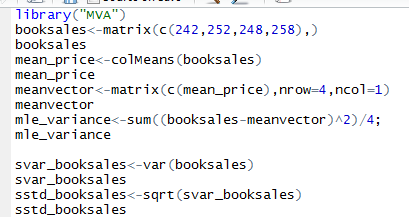 library("MVA")
booksales<-matrix(c(242,252,248,258),)
booksales
mean_price<-colMeans(booksales)
mean_price
meanvector<-matrix(c(mean_price),nrow=4,ncol=1)
meanvector
mle_variance<-sum((booksales-meanvector)^2)/4;
mle_variance
svar_booksales<-var(booksales)
svar_booksales
sstd_booksales<-sqrt(svar_booksales)
sstd_booksales